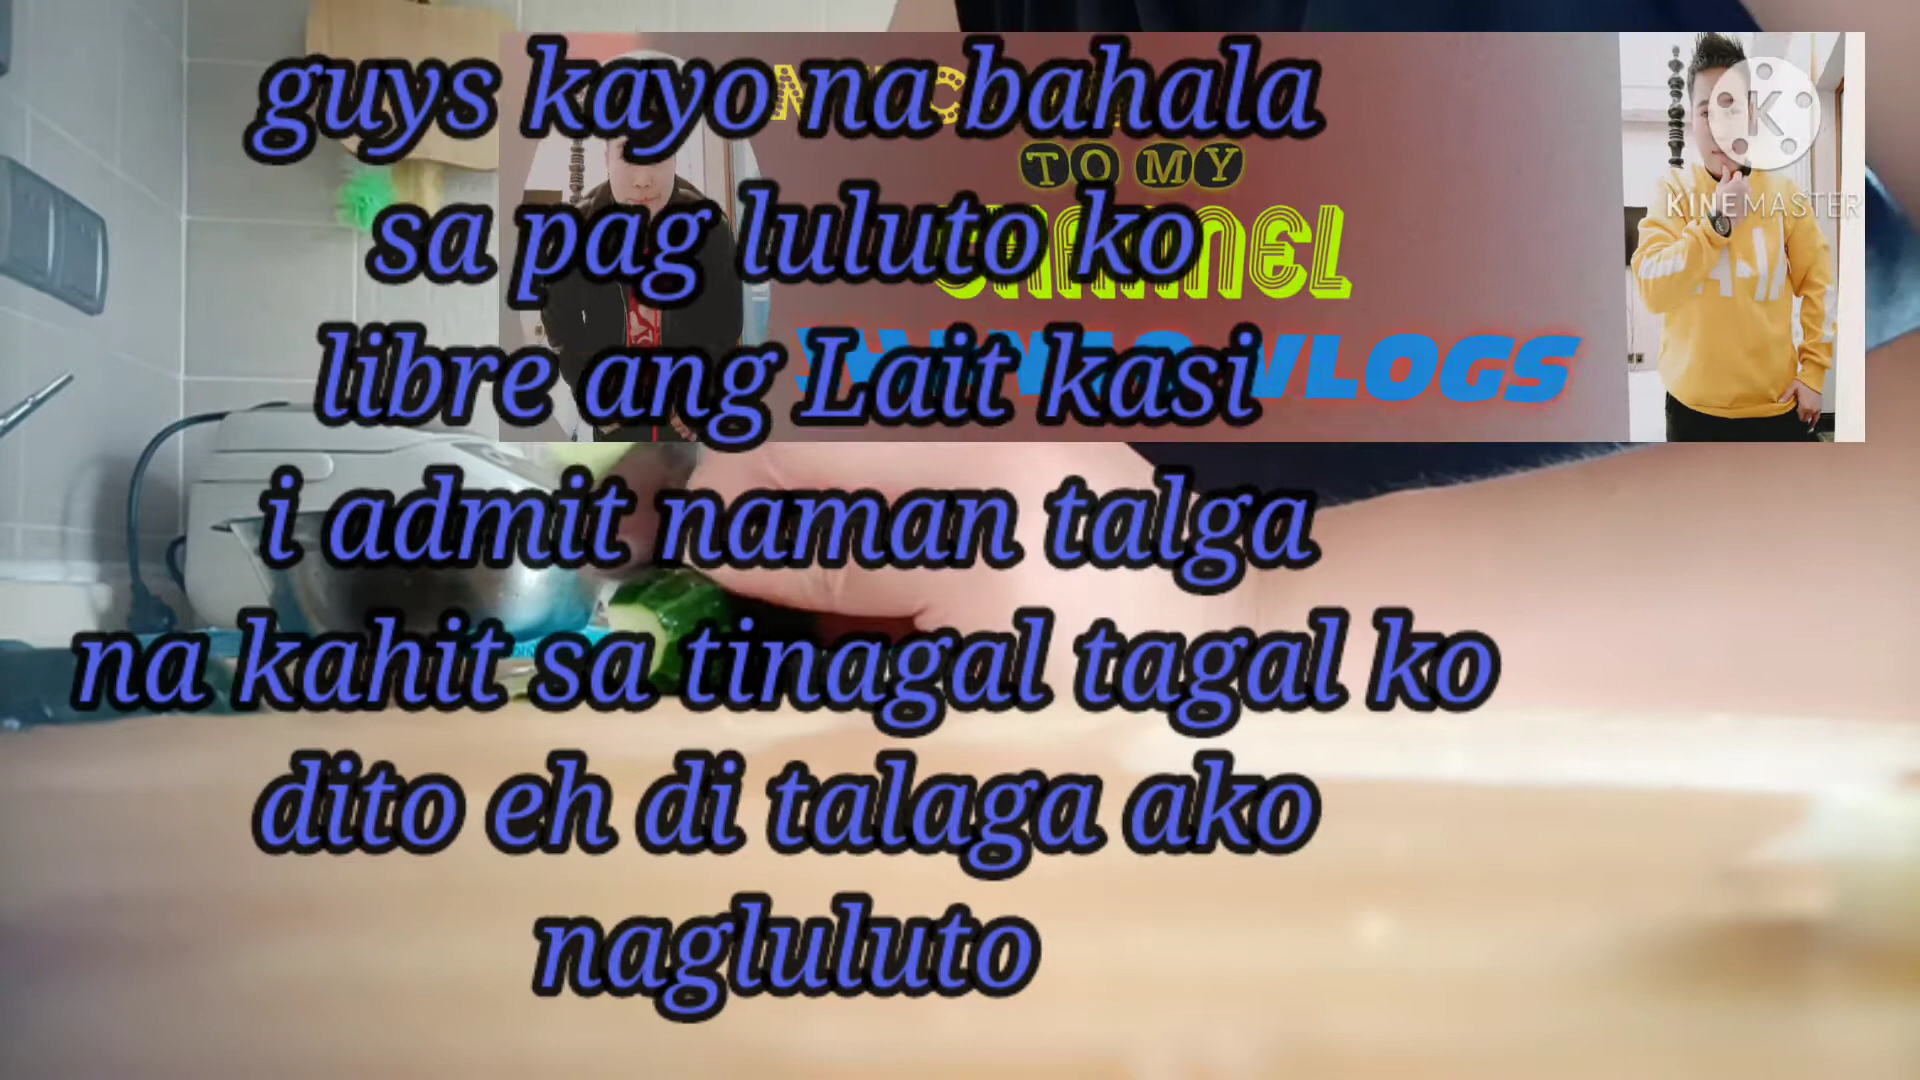 guys kayo na bahala
sa pag luluto ko
libre ang Lait kasi
i admit naman talga
na kahit sa tinagal tagal ko
dito eh di talaga ako
nagluluto
TO MY
CHANNEL
VLOGS
K
KINEMASTER